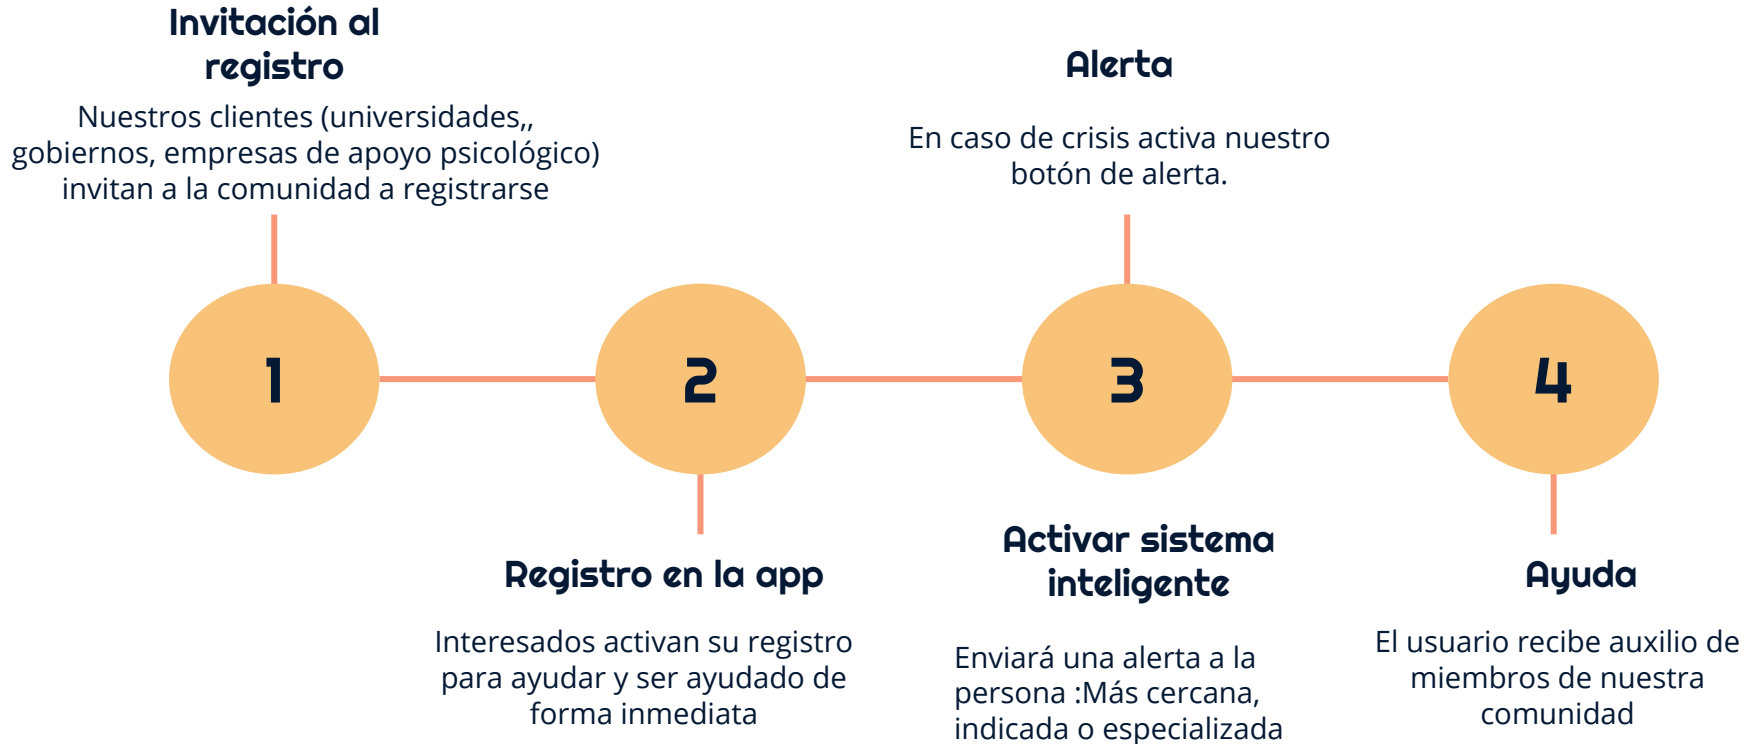 Invitación al
registro
Nuestros clientes (universidades,,
gobiernos, empresas de apoyo psicológico)
invitan a la comunidad a registrarse
Alerta
En caso de crisis activa nuestro
botón de alerta.
1
2
3
4
Registro en la app
Interesados activan su registro
para ayudar y ser ayudado de
forma inmediata
Activar sistema
inteligente
Enviará una alerta a la
persona :Más cercana,
indicada o especializada
Ayuda
El usuario recibe auxilio de
miembros de nuestra
comunidad